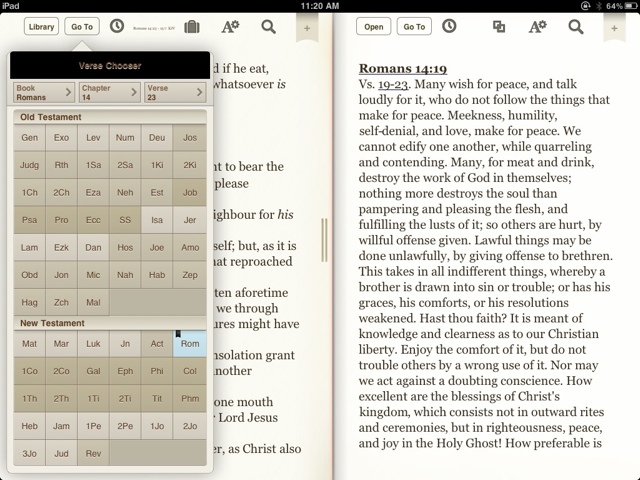 iPad
11:20 AM
64%
Library
Go To
Open
Go To
Verse Chooser
Book
Romans
Chapter
14
Verse
23
Old Testament
Gen Exo Lev Num Deu Jos
Judg Rth 1Sa 2Sa 1Ki 2Ki
1Ch 2Ch Eza Neh Est Job
Psa Pro Ecc SS Isa Jer
Lam Ezk Dan Hos Joe Amo
Obd Jon Mic Nah Hab Zep
Hag Zch Mal
New Testament
Mat Mar Luk Jn Act Rom
1Co 2Co Gal Eph Phi Col
1Th 2Th 1Ti 2Ti Tit Phm
Heb Jam 1Pe 2Pe 1Jo 2Jo
3Jo Jud Rev
d if he eat,
whatsoever is
nt to bear the
please
ighbour for his
self; but, as it is
hat reproached
ten aforetime
we through
ures might have
nsolation grant
another
one mouth
r Lord Jesus
er, as Christ also
Romans 14:19
Vs. 19-23. Many wish for peace, and talk
loudly for it, who do not follow the things that
make for peace. Meekness, humility,
self-denial, and love, make for peace. We
cannot edify one another, while quarreling
and contending. Many, for meat and drink,
destroy the work of God in themselves;
nothing more destroys the soul than
pampering and pleasing the flesh, and
fulfilling the lusts of it; so others are hurt, by
willful offense given. Lawful things may be
done unlawfully, by giving offense to brethren.
This takes in all indifferent things, whereby a
brother is drawn into sin or trouble; or has his
graces, his comforts, or his resolutions
weakened. Hast thou faith? It is meant of
knowledge and clearness as to our Christian
liberty. Enjoy the comfort of it, but do not
trouble others by a wrong use of it. Nor may
we act against a doubting conscience. How
excellent are the blessings of Christ's
kingdom, which consists not in outward rites
and ceremonies, but in righteousness, peace,
and joy in the Holy Ghost! How preferable is